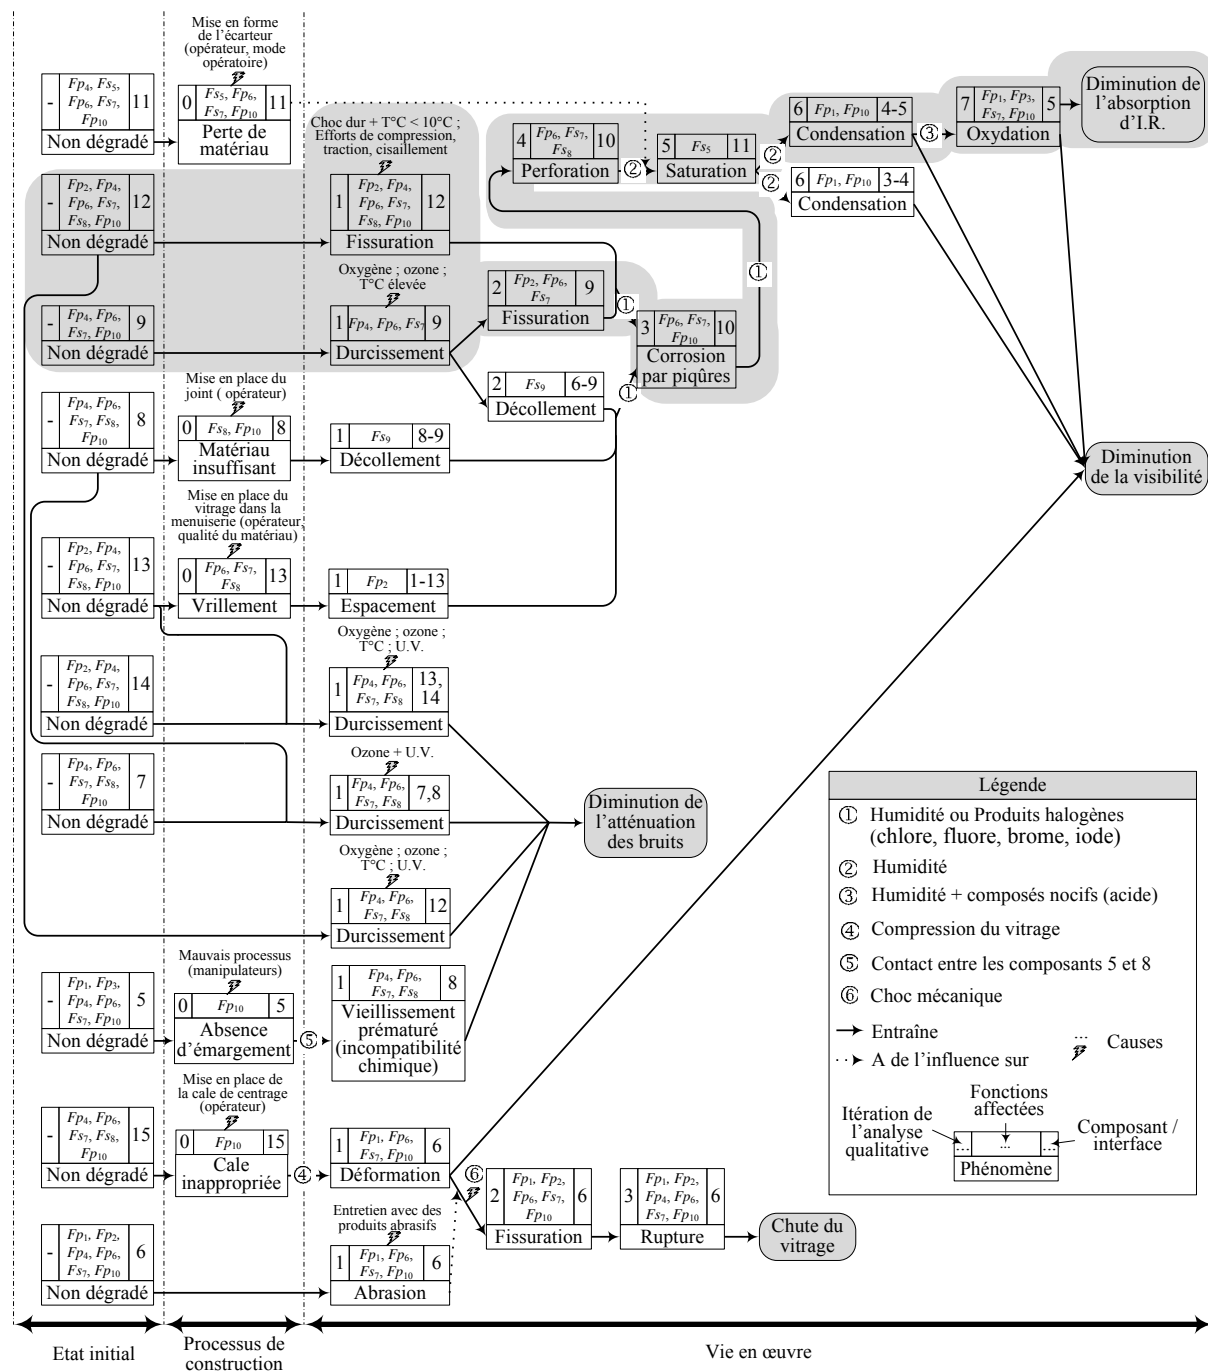 Mise en forme
de l'écarteur
(opérateur, mode
opératoire)
- Fp4, Fs5, Fp6, Fs7, Fp10 11
Non dégradé
0 Fs5, Fp6, Fs7, Fp10 11
Perte de
matériau
Choc dur + T°C < 10°C ;
Efforts de compression,
traction, cisaillement
4 Fp6, Fs7, Fs8 10
Perforation
②
5 Fs5 11
Saturation
②
②
6 Fp1, Fp10 4-5
Condensation
③
7 Fp1, Fp3, Fs7, Fp10 5
Oxydation
Diminution de
l'absorption
d'I.R.
6 Fp1, Fp10 3-4
Condensation
- Fp2, Fp4, Fp6, Fs7, Fs8, Fp10 12
Non dégradé
1 Fp2, Fp4, Fp6, Fs7, Fs8, Fp10 12
Fissuration
Oxygène ; ozone ;
T°C élevée
- Fp4, Fp6, Fs7, Fp10 9
Non dégradé
1 Fp4, Fp6, Fs7 9
Durcissement
2 Fp2, Fp6, Fs7 9
Fissuration
①
①
3 Fp6, Fs7, Fp10 10
Corrosion
par piqûres
2 Fs9 6-9
Décollement
①
Mise en place du
joint ( opérateur)
- Fp4, Fp6, Fs7, Fs8, Fp10 8
Non dégradé
0 Fs8, Fp10 8
Matériau
insuffisant
1 Fs9 8-9
Décollement
Diminution
de la visibilité
Mise en place du
vitrage dans la
menuiserie (opérateur,
qualité du matériau)
- Fp2, Fp4, Fp6, Fs7, Fs8, Fp10 13
Non dégradé
0 Fp6, Fs7, Fs8 13
Vrillement
1 Fp2 1-13
Espacement
Oxygène ; ozone ;
T°C ; U.V.
- Fp2, Fp4, Fp6, Fs7, Fs8, Fp10 14
Non dégradé
1 Fp4, Fp6, Fs7, Fs8 13, 14
Durcissement
Ozone + U.V.
- Fp4, Fp6, Fs7, Fs8, Fp10 7
Non dégradé
1 Fp4, Fp6, Fs7, Fs8 7,8
Durcissement
Diminution de
l'atténuation
des bruits
Oxygène ; ozone ;
T°C ; U.V.
1 Fp4, Fp6, Fs7, Fs8 12
Durcissement
Mauvais processus
(manipulateurs)
- Fp1, Fp3, Fp4, Fp6, Fs7, Fp10 5
Non dégradé
0 Fp10 5
Absence
d'émargement
⑤
1 Fp4, Fp6, Fs7, Fs8 8
Vieillissement
prématuré
(incompatibilité
chimique)
Mise en place de
la cale de centrage
(opérateur)
- Fp4, Fp6, Fs7, Fs8, Fp10 15
Non dégradé
0 Fp10 15
Cale
inappropriée
④
1 Fp1, Fp6, Fs7, Fp10 6
Déformation
⑥
2 Fp1, Fp2, Fp6, Fs7, Fp10 6
Fissuration
3 Fp1, Fp2, Fp4, Fp6, Fs7, Fp10 6
Rupture
Chute du
vitrage
Entretien avec des
produits abrasifs
- Fp1, Fp2, Fp4, Fp6, Fs7, Fp10 6
Non dégradé
1 Fp1, Fp6, Fs7, Fp10 6
Abrasion
Légende
① Humidité ou Produits halogènes
(chlore, fluore, brome, iode)
② Humidité
③ Humidité + composés nocifs (acide)
④ Compression du vitrage
⑤ Contact entre les composants 5 et 8
⑥ Choc mécanique
Entraîne
A de l'influence sur
... Causes
Fonctions
affectées
Itération de
l'analyse
qualitative
... ... ...
Composant /
interface
Phénomène
Etat initial
Processus de
construction
Vie en œuvre